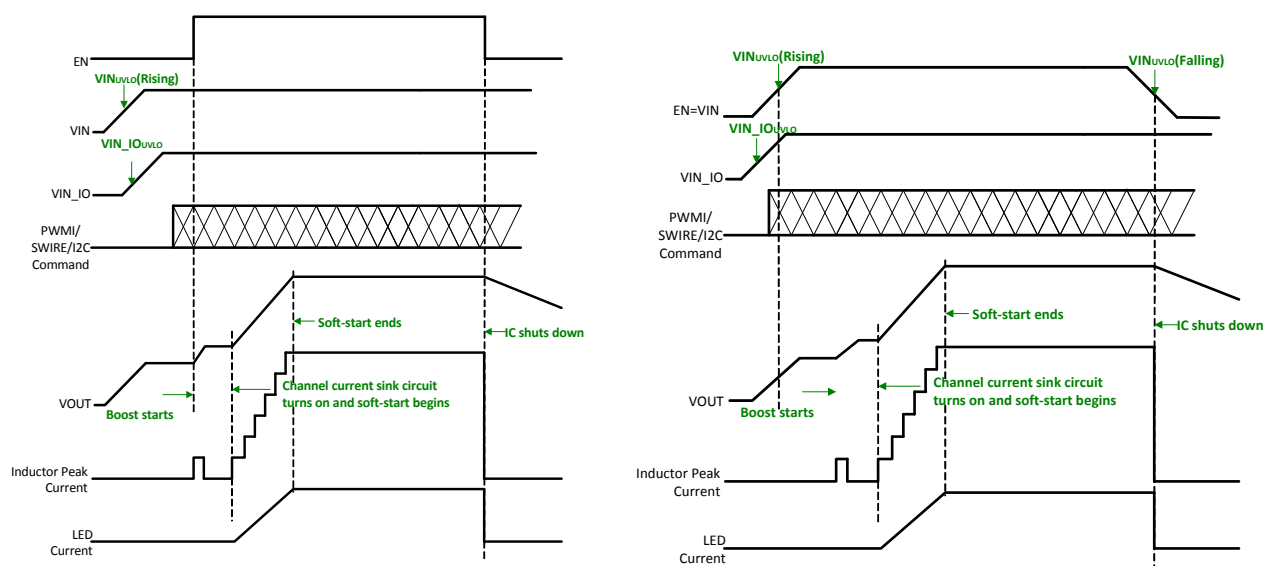 EN
VINUVLO(Rising)
VIN
VIN_IOUVLO
VIN_IO
PWMI/
SWIRE/I2C
Command
Soft-start ends
IC shuts down
Channel current sink circuit
turns on and soft-start begins
VOUT
Boost starts
Inductor Peak
Current
LED
Current
VINUVLO(Rising)
VINUVLO(Falling)
EN=VIN
VIN_IOUVLO
VIN_IO
PWMI/
SWIRE/I2C
Command
Soft-start ends
IC shuts down
Channel current sink circuit
turns on and soft-start begins
VOUT
Boost starts
Inductor Peak
Current
LED
Current